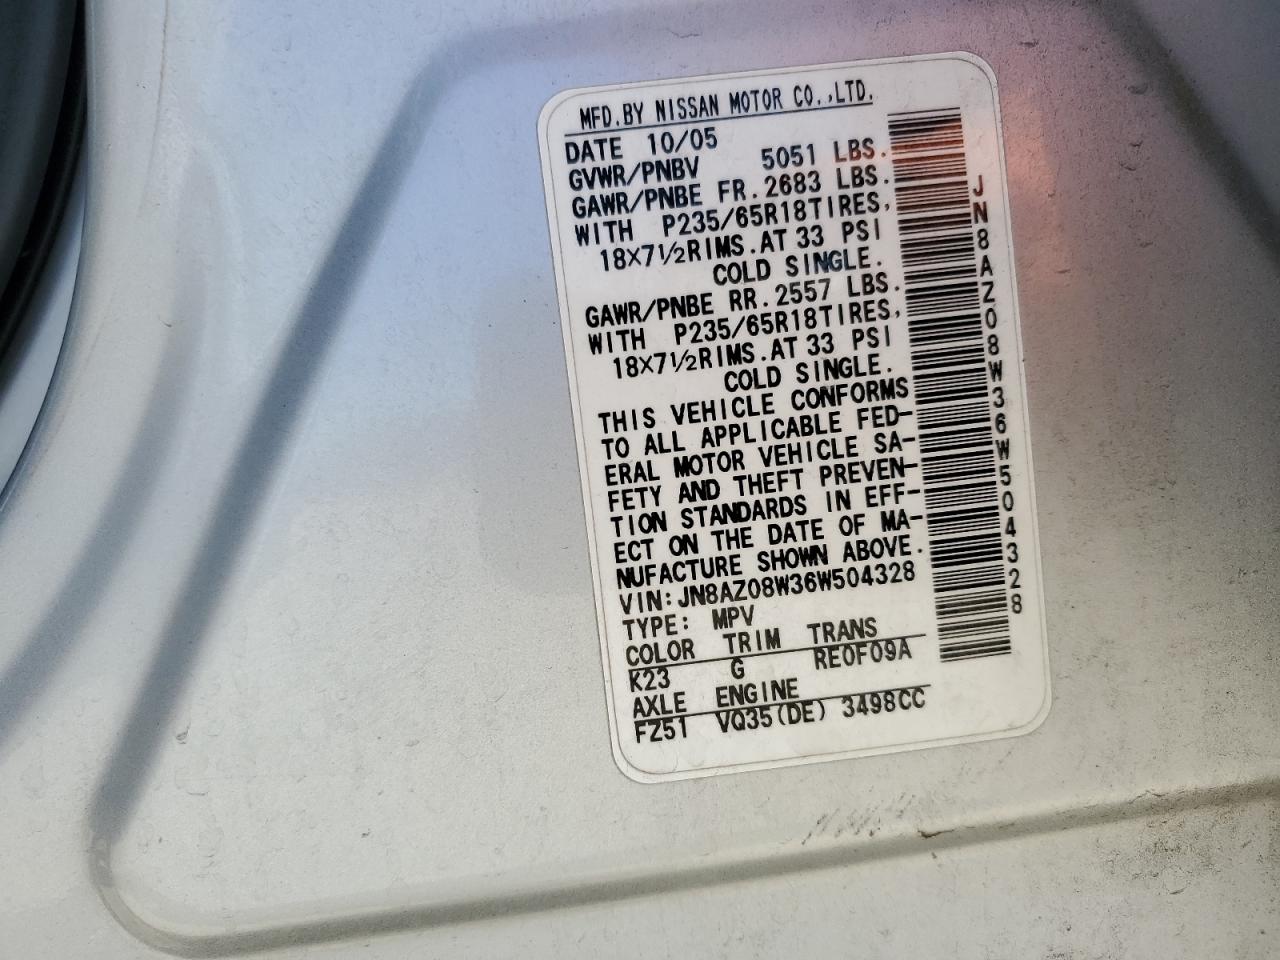 MFD.BY NISSAN MOTOR CO.,LTD.
DATE 10/05
GVWR/PNBV 5051 LBS.
GAWR/PNBE FR.2683 LBS.
WITH P235/65R18TIRES,
18X7½RIMS.AT 33 PSI
COLD SINGLE.
GAWR/PNBE RR.2557 LBS.
WITH P235/65R18TIRES,
18X7½RIMS.AT 33 PSI
COLD SINGLE.
THIS VEHICLE CONFORMS
TO ALL APPLICABLE FED-
ERAL MOTOR VEHICLE SA-
FETY AND THEFT PREVEN-
TION STANDARDS IN EFF-
ECT ON THE DATE OF MA-
NUFACTURE SHOWN ABOVE.
VIN:JN8AZ08W36W504328
TYPE: MPV
COLOR TRIM TRANS
K23 G RE0F09A
AXLE ENGINE
FZ51 VQ35(DE) 3498CC
JN8AZ08W36W504328